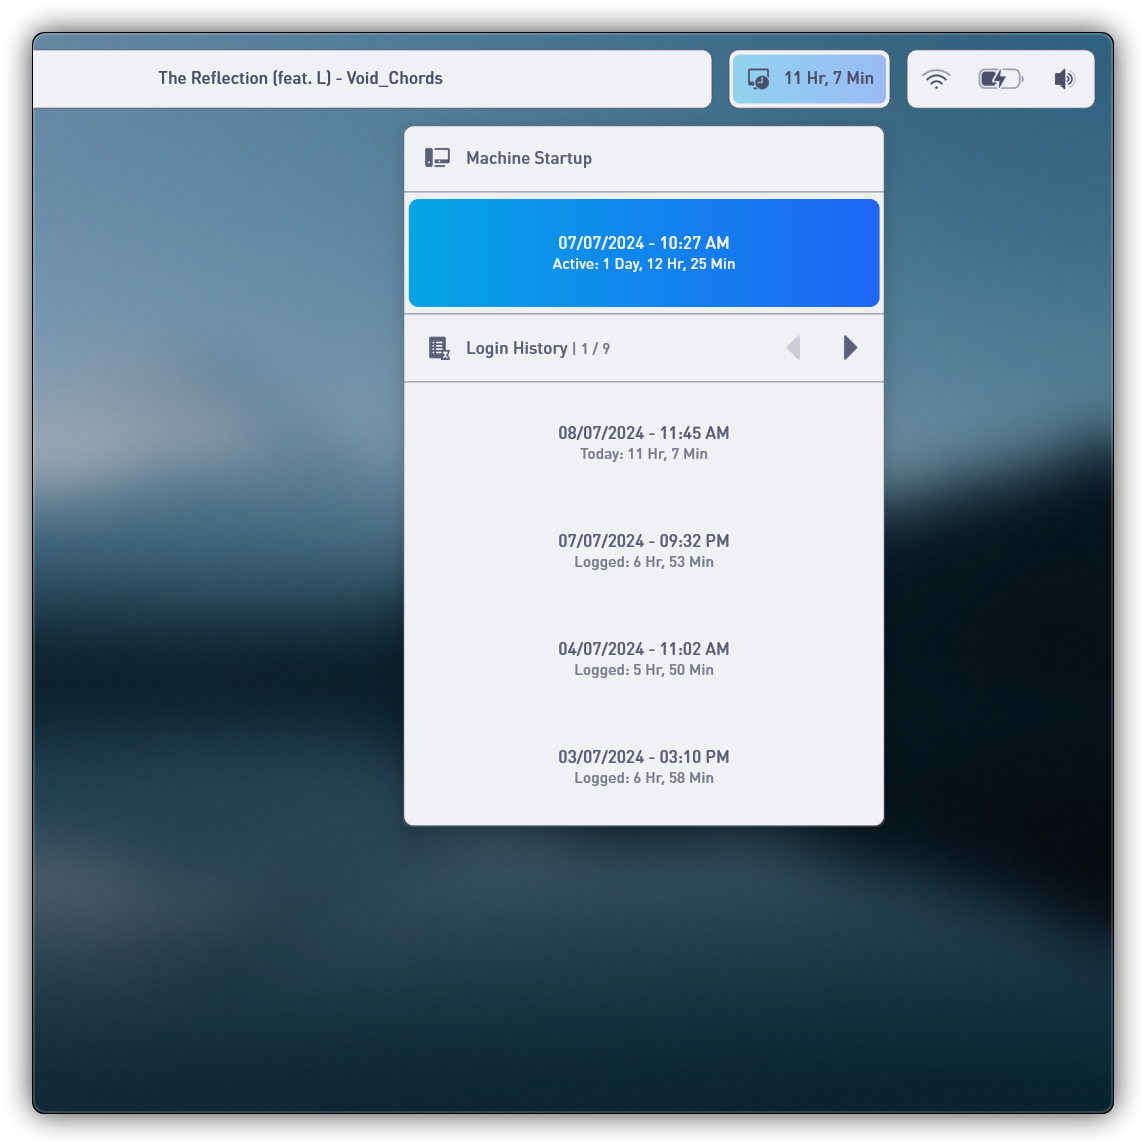 The Reflection (feat. L) - Void_Chords
11 Hr, 7 Min
Machine Startup
07/07/2024 - 10:27 AM
Active: 1 Day, 12 Hr, 25 Min
Login History | 1 / 9
08/07/2024 - 11:45 AM
Today: 11 Hr, 7 Min
07/07/2024 - 09:32 PM
Logged: 6 Hr, 53 Min
04/07/2024 - 11:02 AM
Logged: 5 Hr, 50 Min
03/07/2024 - 03:10 PM
Logged: 6 Hr, 58 Min